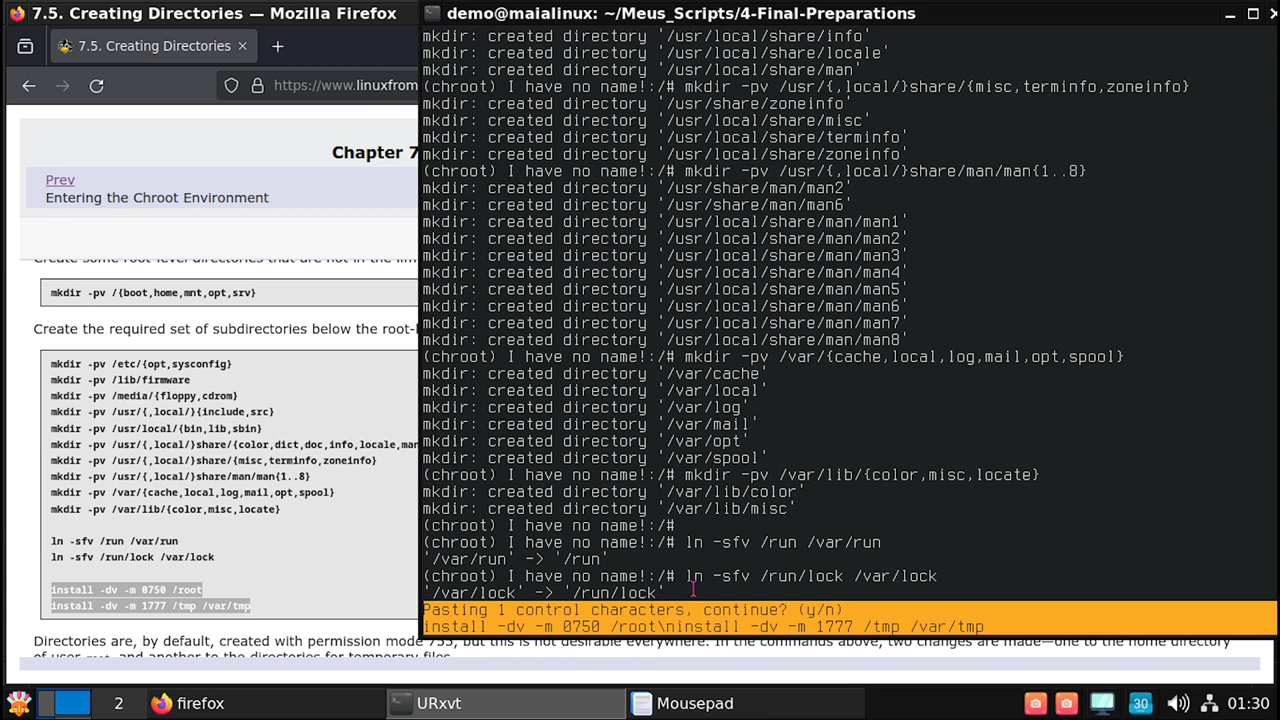 7.5. Creating Directories — Mozilla Firefox
7.5. Creating Directories
https://www.linuxfrom
Chapter 7
Prev
Entering the Chroot Environment
mkdir -pv /{boot,home,mnt,opt,srv}
Create the required set of subdirectories below the root-l
mkdir -pv /etc/{opt,sysconfig}
mkdir -pv /lib/firmware
mkdir -pv /media/{floppy,cdrom}
mkdir -pv /usr/{,local/}{include,src}
mkdir -pv /usr/local/{bin,lib,sbin}
mkdir -pv /usr/{,local/}share/{color,dict,doc,info,locale,man
mkdir -pv /usr/{,local/}share/{misc,terminfo,zoneinfo}
mkdir -pv /usr/{,local/}share/man/man{1..8}
mkdir -pv /var/{cache,local,log,mail,opt,spool}
mkdir -pv /var/lib/{color,misc,locate}
ln -sfv /run /var/run
ln -sfv /run/lock /var/lock
install -dv -m 0750 /root
install -dv -m 1777 /tmp /var/tmp
Directories are, by default, created with permission mode 755, but this is not desirable everywhere. In the commands above, two changes are made—one to the home directory
of user root, and another to the directories for temporary files.
demo@maialinux: ~/Meus_Scripts/4-Final-Preparations
mkdir: created directory '/usr/local/share/info'
mkdir: created directory '/usr/local/share/locale'
mkdir: created directory '/usr/local/share/man'
(chroot) I have no name!:/# mkdir -pv /usr/{,local/}share/{misc,terminfo,zoneinfo}
mkdir: created directory '/usr/share/zoneinfo'
mkdir: created directory '/usr/local/share/misc'
mkdir: created directory '/usr/local/share/terminfo'
mkdir: created directory '/usr/local/share/zoneinfo'
(chroot) I have no name!:/# mkdir -pv /usr/{,local/}share/man/man{1..8}
mkdir: created directory '/usr/share/man/man2'
mkdir: created directory '/usr/share/man/man6'
mkdir: created directory '/usr/local/share/man/man1'
mkdir: created directory '/usr/local/share/man/man2'
mkdir: created directory '/usr/local/share/man/man3'
mkdir: created directory '/usr/local/share/man/man4'
mkdir: created directory '/usr/local/share/man/man5'
mkdir: created directory '/usr/local/share/man/man6'
mkdir: created directory '/usr/local/share/man/man7'
mkdir: created directory '/usr/local/share/man/man8'
(chroot) I have no name!:/# mkdir -pv /var/{cache,local,log,mail,opt,spool}
mkdir: created directory '/var/cache'
mkdir: created directory '/var/local'
mkdir: created directory '/var/log'
mkdir: created directory '/var/mail'
mkdir: created directory '/var/opt'
mkdir: created directory '/var/spool'
(chroot) I have no name!:/# mkdir -pv /var/lib/{color,misc,locate}
mkdir: created directory '/var/lib/color'
mkdir: created directory '/var/lib/misc'
(chroot) I have no name!:/#
(chroot) I have no name!:/# ln -sfv /run /var/run
'/var/run' -> '/run'
(chroot) I have no name!:/# ln -sfv /run/lock /var/lock
'/var/lock' -> '/run/lock'
Pasting 1 control characters, continue? (y/n)
install -dv -m 0750 /root\ninstall -dv -m 1777 /tmp /var/tmp
2
firefox
URxvt
Mousepad
30
01:30